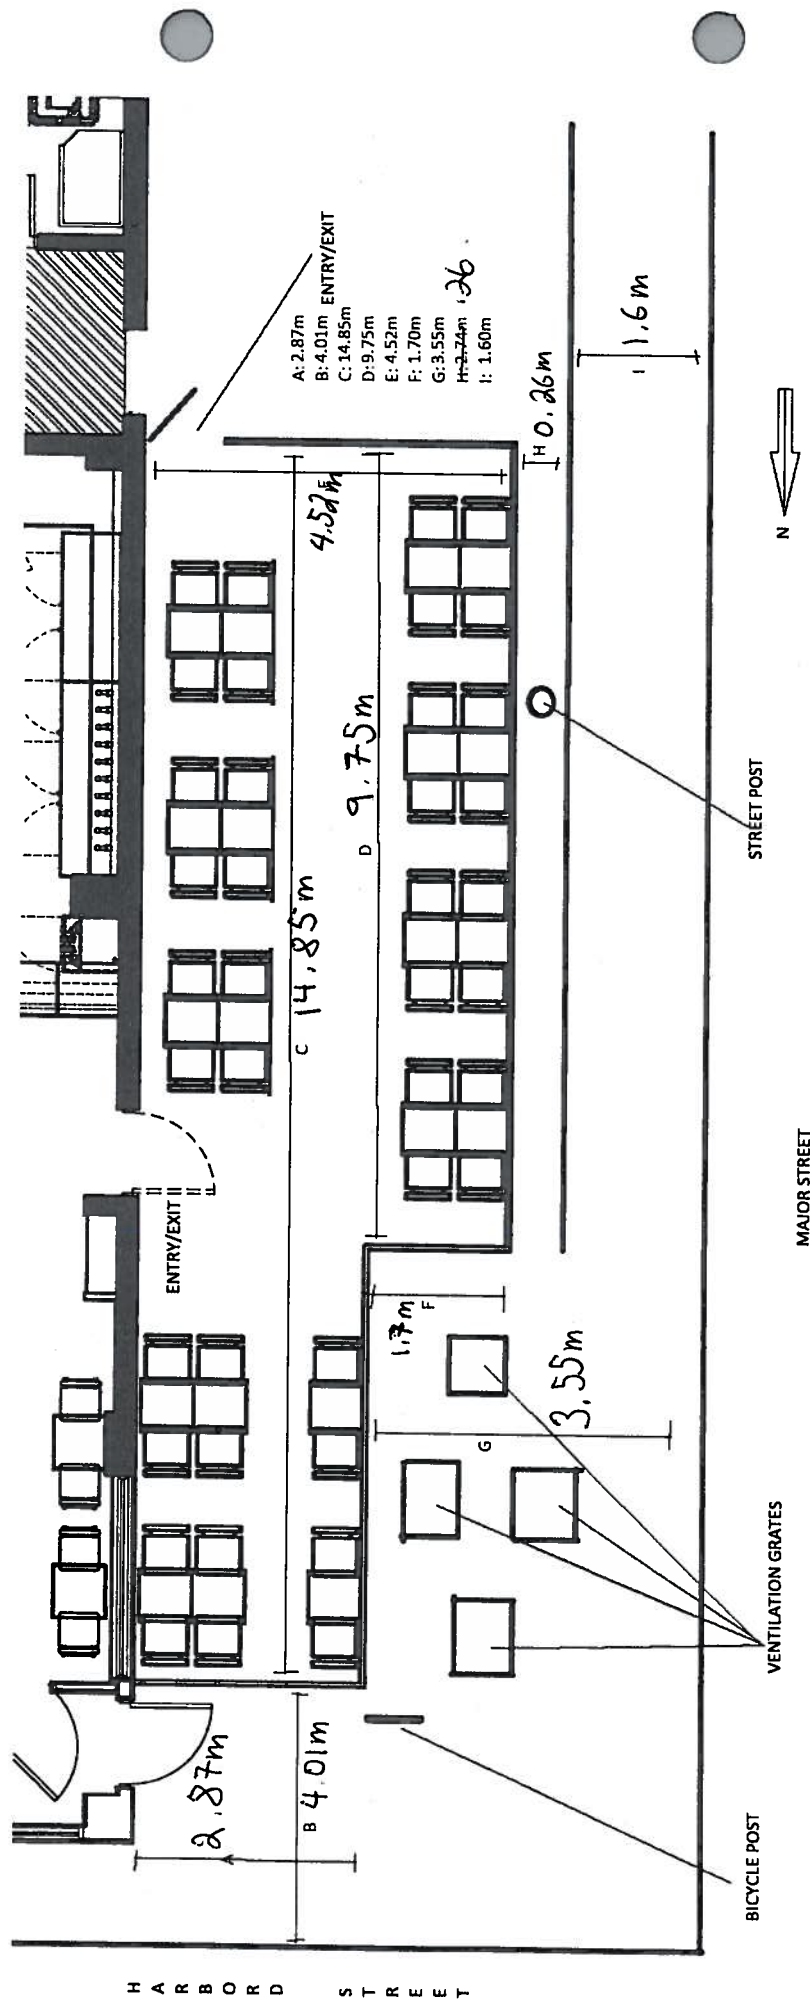 ENTRY/EXIT
A: 2.87m
B: 4.01m
C: 14.85m
D: 9.75m
E: 4.52m
F: 1.70m
G: 3.55m
H: 2.74m .26
I: 1.60m
E
4.52m
H 0.26m
I 1.6m
N
D 9.75m
C 14.85m
STREET POST
ENTRY/EXIT
MAJOR STREET
1.7m
F
G
3.55m
VENTILATION GRATES
2.87m
B 4.01m
BICYCLE POST
HARBORD STREET